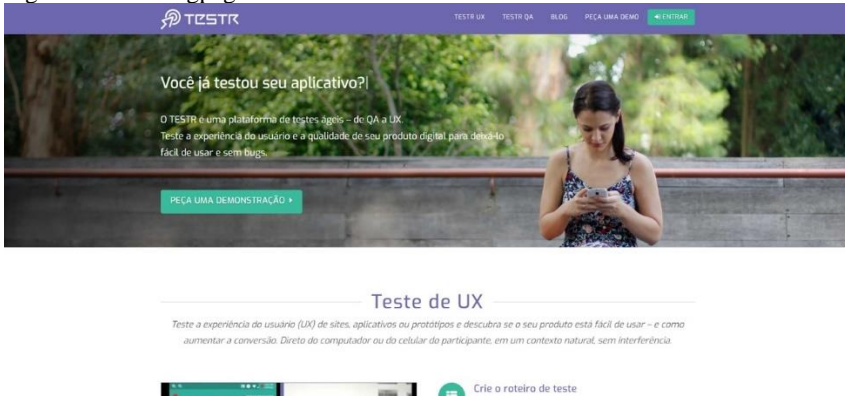 TESTR
TESTR UX TESTR QA BLOG PEÇA UMA DEMO ENTRAR
Você já testou seu aplicativo?|
O TESTR é uma plataforma de testes ágeis – de QA a UX.
Teste a experiência do usuário e a qualidade de seu produto digital para deixá-lo
fácil de usar e sem bugs.
PEÇA UMA DEMONSTRAÇÃO
Teste de UX
Teste a experiência do usuário (UX) de sites, aplicativos ou protótipos e descubra se o seu produto está fácil de usar – e como
aumentar a conversão. Direto do computador ou do celular do participante, em um contexto natural, sem interferência.
Crie o roteiro de teste